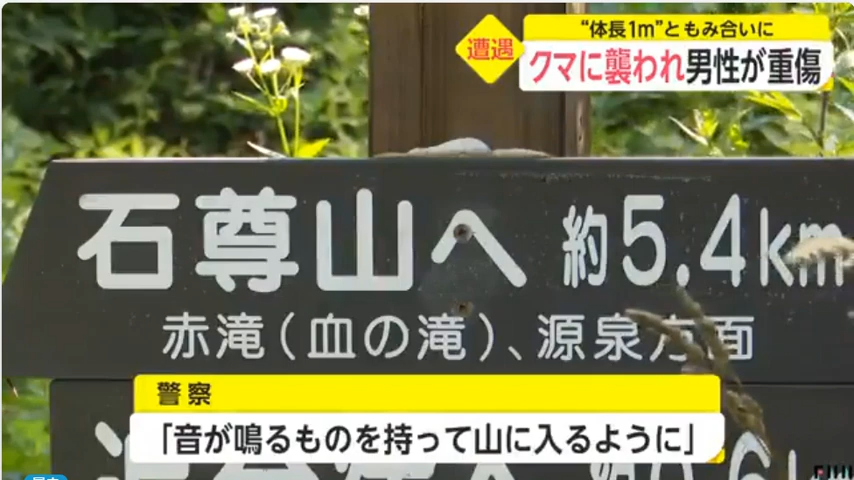 “体長1m”ともみ合いに
遭遇
クマに襲われ男性が重傷
石尊山へ 約5.4km
赤滝(血の滝)、源泉方面
警察
「音が鳴るものを持って山に入るように」